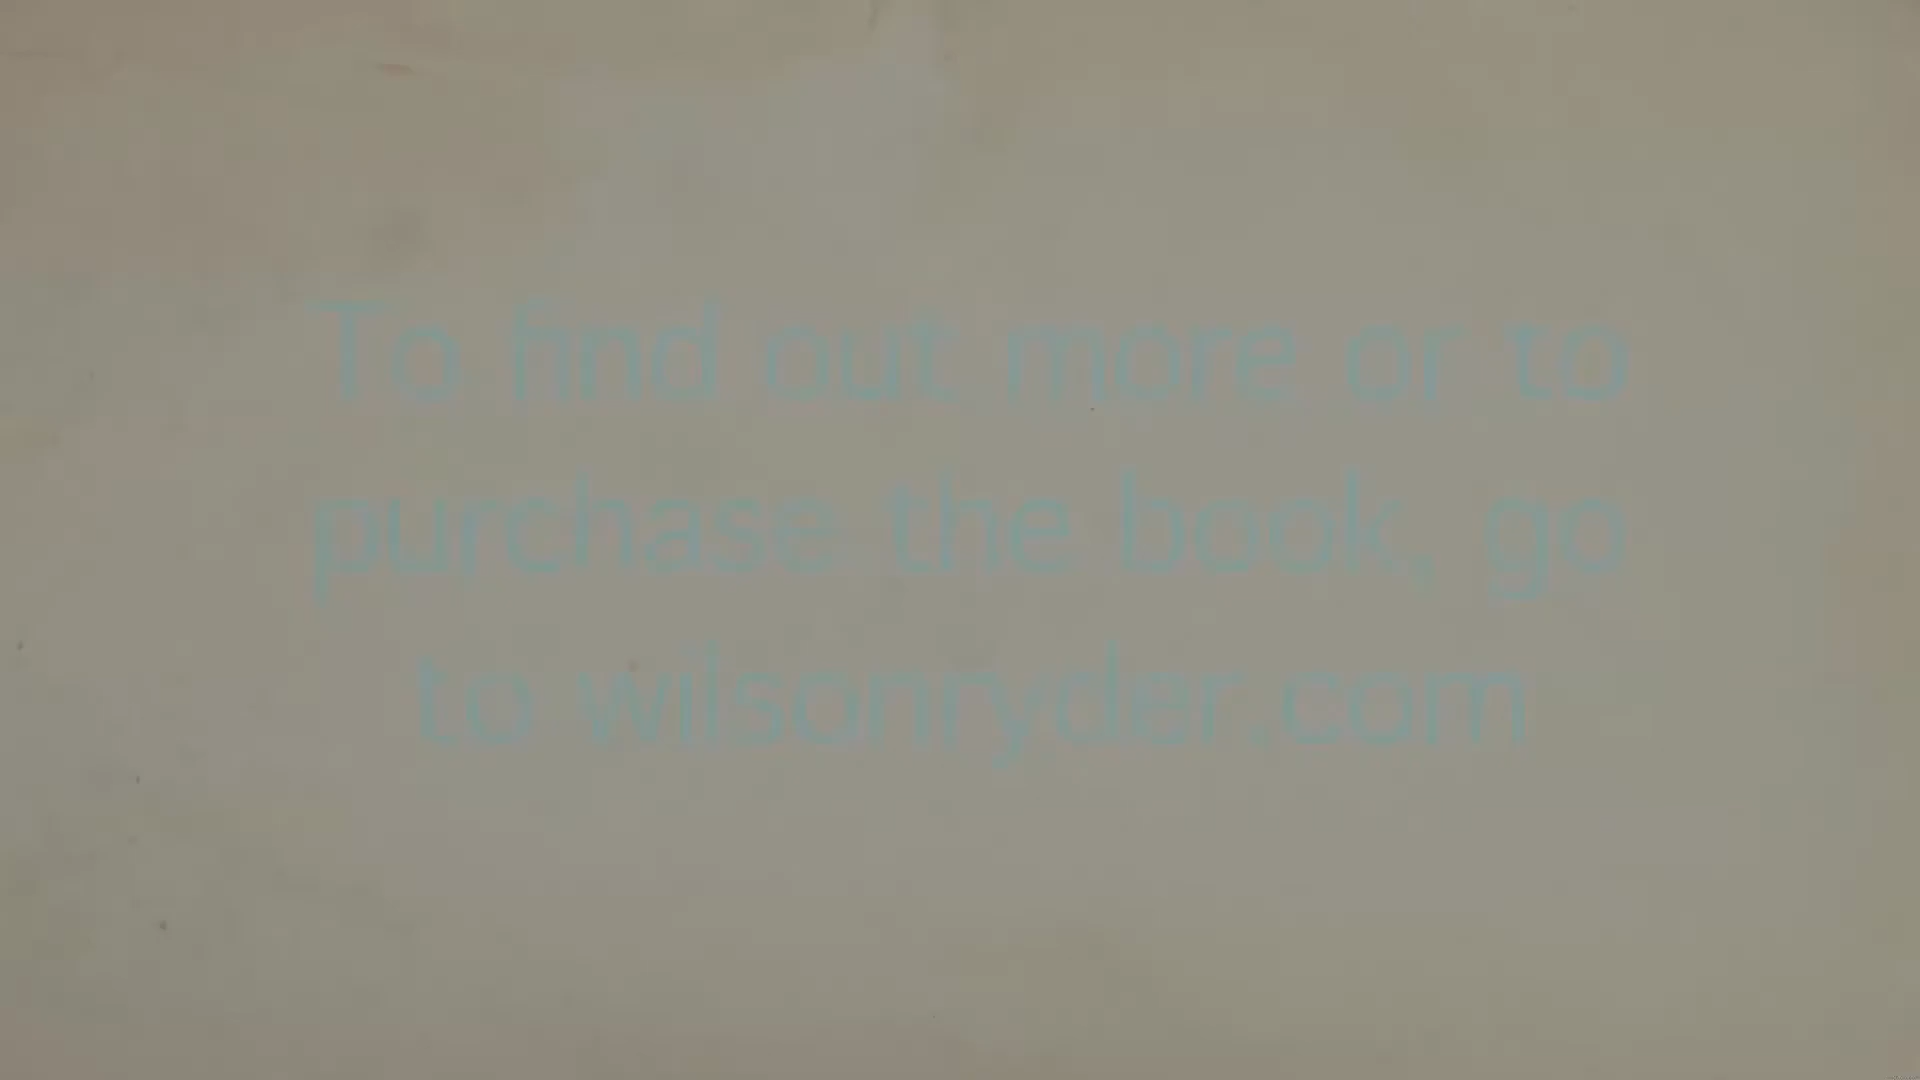 To find out more or to
purchase the book, go
to wilsonryder.com